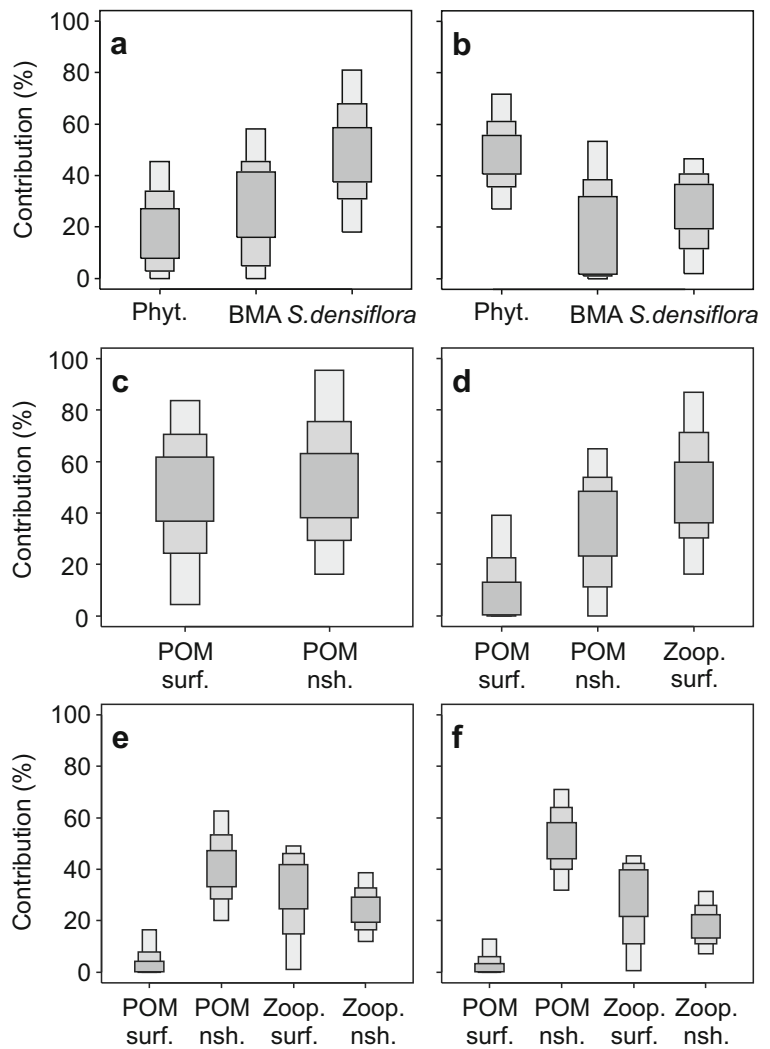 a
b
Contribution (%)
100
80
60
40
20
0
Phyt.
BMA
S.densiflora
Phyt.
BMA
S.densiflora
c
d
Contribution (%)
100
80
60
40
20
0
POM
surf.
POM
nsh.
POM
surf.
POM
nsh.
Zoop.
surf.
e
f
Contribution (%)
100
80
60
40
20
0
POM
surf.
POM
nsh.
Zoop.
surf.
Zoop.
nsh.
POM
surf.
POM
nsh.
Zoop.
surf.
Zoop.
nsh.